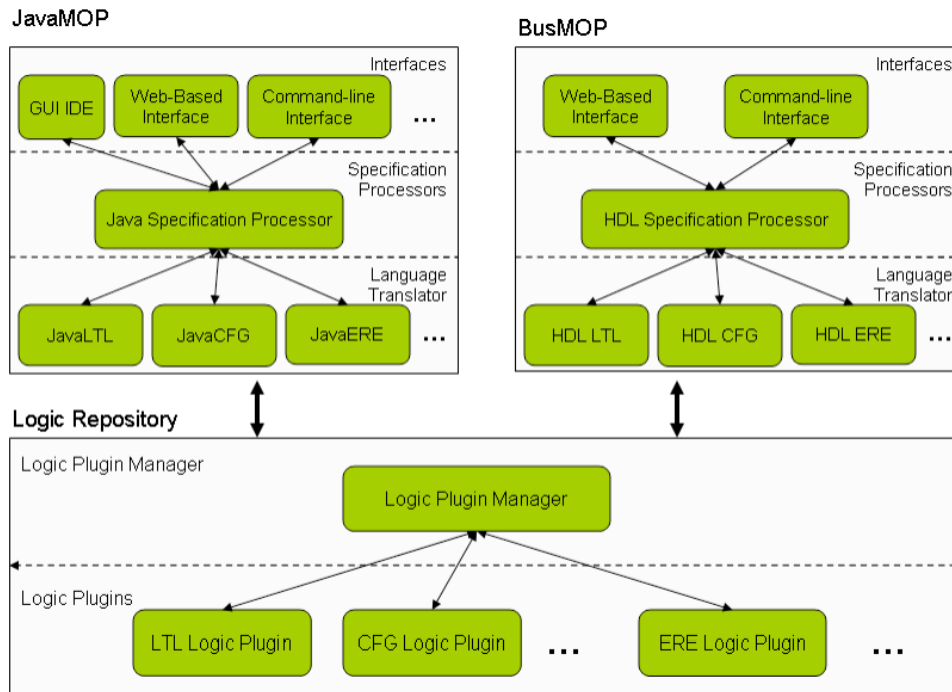 JavaMOP
Interfaces
GUI IDE
Web-Based
Interface
Command-line
Interface
...
Specification
Processors
Java Specification Processor
Language
Translator
JavaLTL
JavaCFG
JavaERE
...
BusMOP
Interfaces
Web-Based
Interface
Command-line
Interface
Specification
Processors
HDL Specification Processor
Language
Translator
HDL LTL
HDL CFG
HDL ERE
...
Logic Repository
Logic Plugin Manager
Logic Plugin Manager
Logic Plugins
LTL Logic Plugin
CFG Logic Plugin
...
ERE Logic Plugin
...